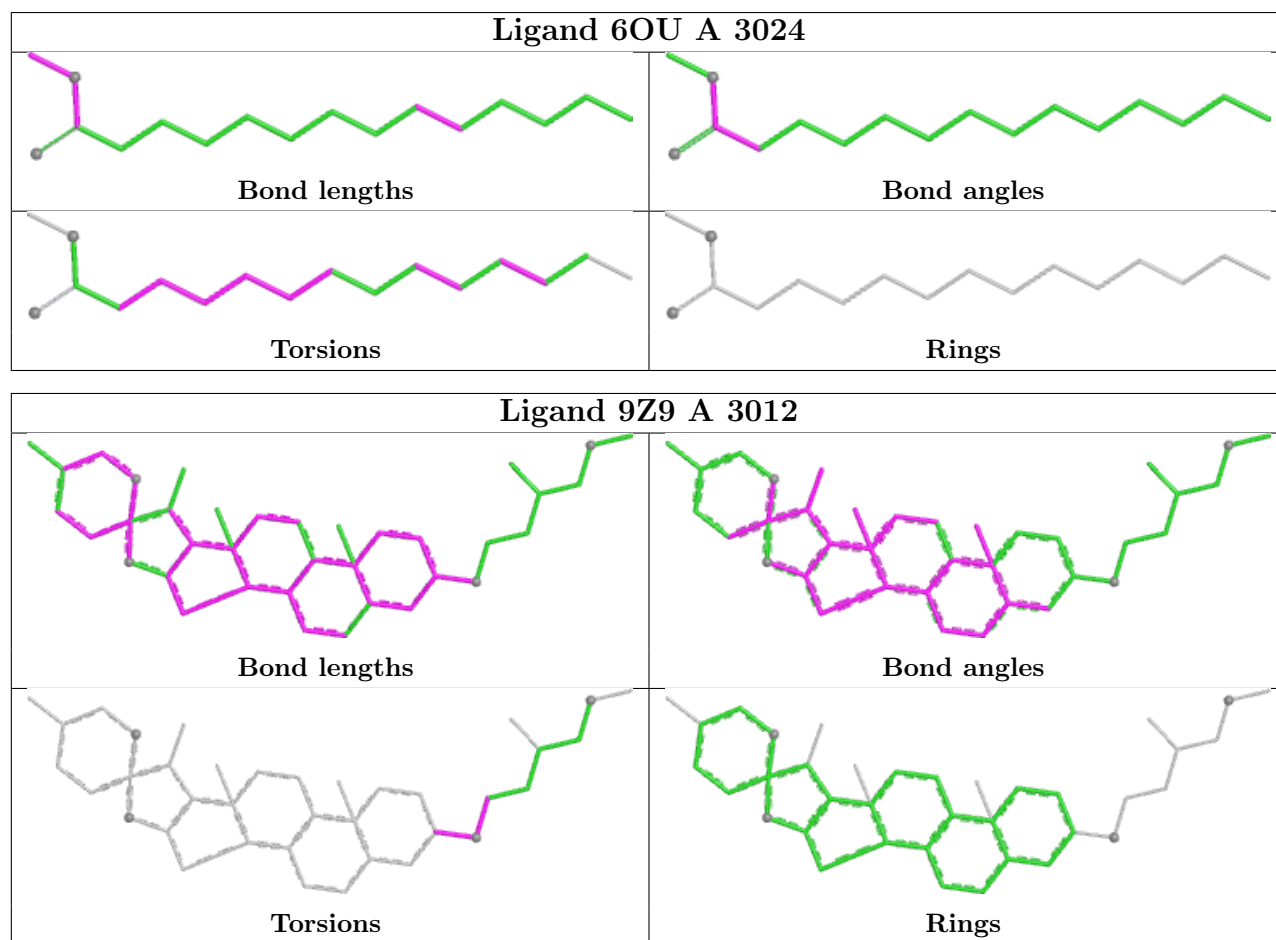 Ligand 6OU A 3024
Bond lengths
Bond angles
Torsions
Rings
Ligand 9Z9 A 3012
Bond lengths
Bond angles
Torsions
Rings